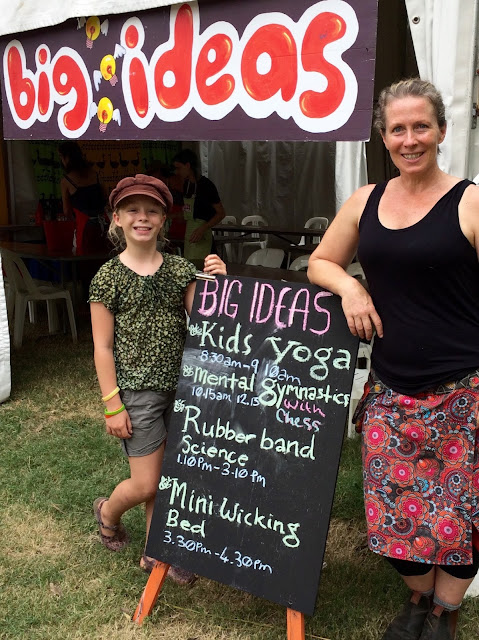 big ideas
BIG IDEAS
Kids yoga
8.30am-9.10am
Mental gymnastics
10.15am 12.15 with
Chess
Rubber band
Science
1.10pm-3.10pm
Mini Wicking
Bed
3.30pm-4.30pm